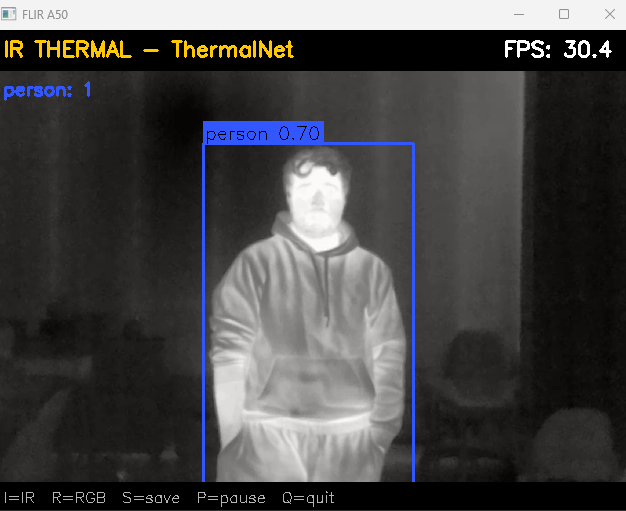 FLIR A50
IR THERMAL – ThermalNet
FPS: 30.4
person: 1
person 0.70
I=IR R=RGB S=save P=pause Q=quit